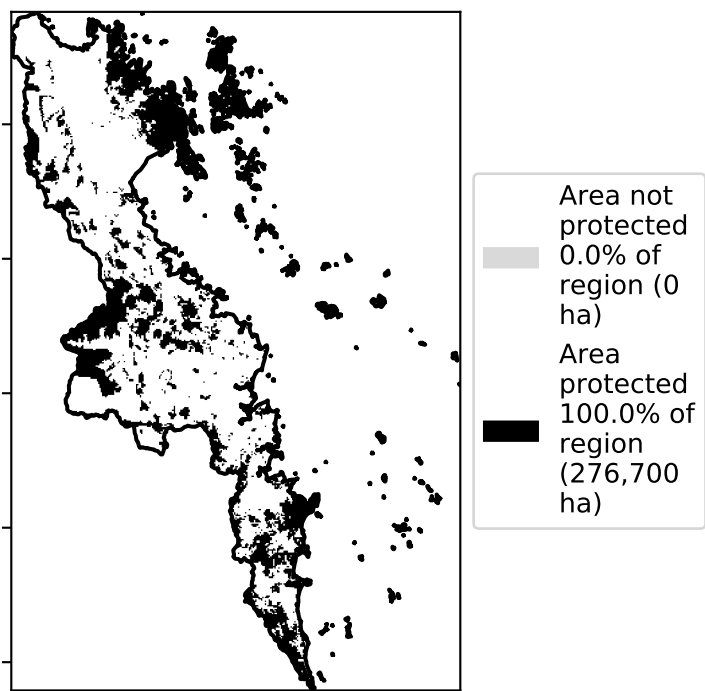 Area not
protected
0.0% of
region (0
ha)
Area
protected
100.0% of
region
(276,700
ha)